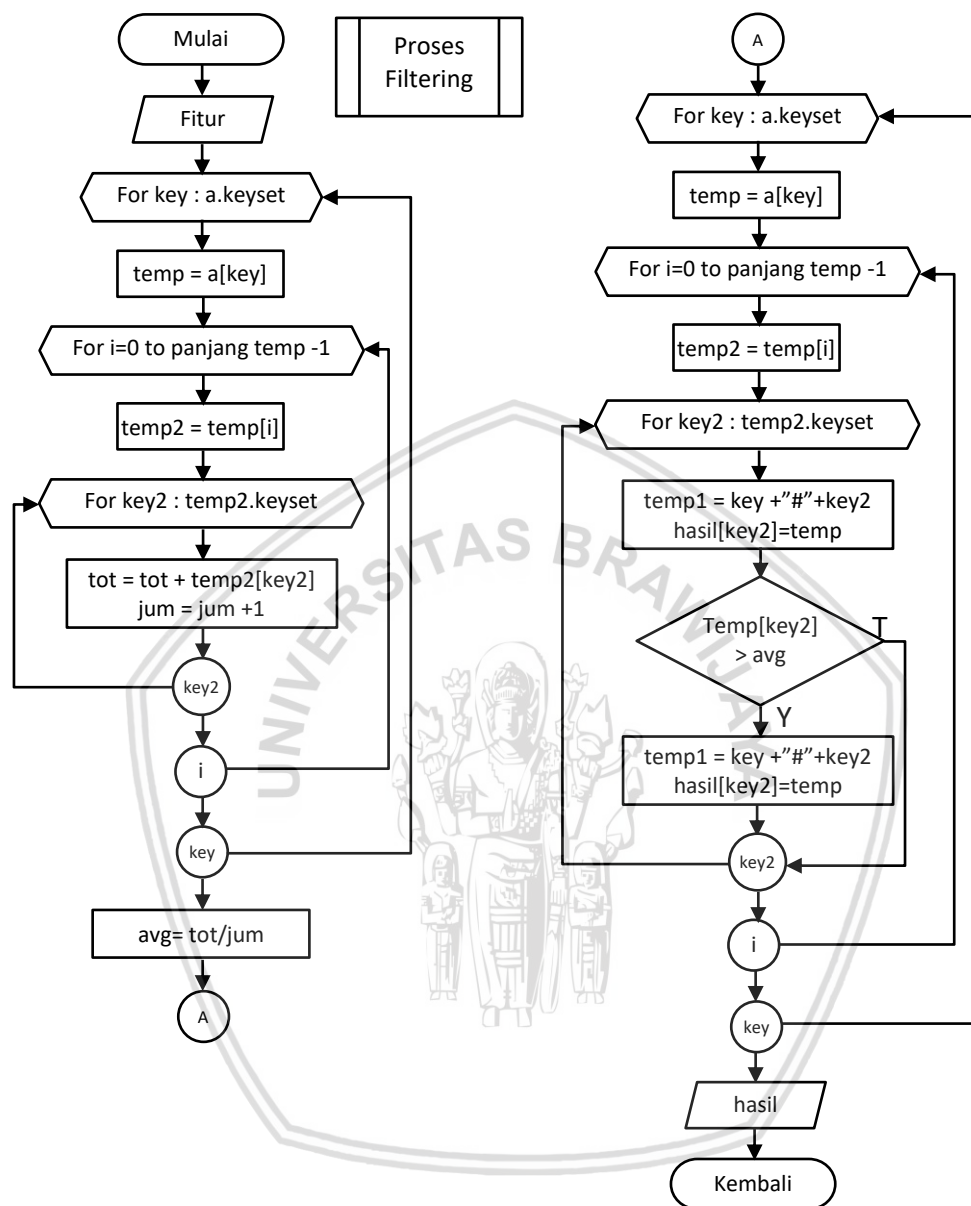 Mulai
Proses
Filtering
Fitur
For key : a.keyset
temp = a[key]
For i=0 to panjang temp -1
temp2 = temp[i]
For key2 : temp2.keyset
tot = tot + temp2[key2]
jum = jum +1
key2
i
key
avg= tot/jum
A
A
For key : a.keyset
temp = a[key]
For i=0 to panjang temp -1
temp2 = temp[i]
For key2 : temp2.keyset
temp1 = key +”#”+key2
hasil[key2]=temp
Temp[key2]
> avg
T
Y
temp1 = key +”#”+key2
hasil[key2]=temp
key2
i
key
hasil
Kembali
UNIVERSITAS BRAWIJAYA